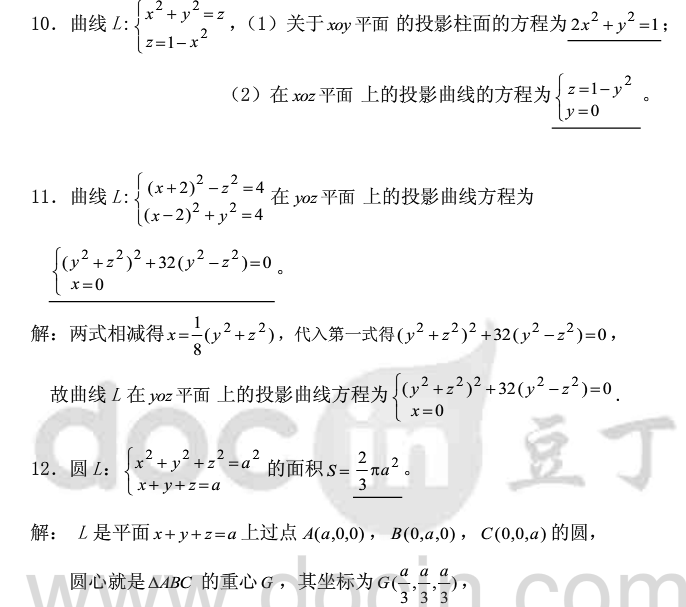 10. 曲线 L: { x² + y² = z
z = 1 − x² ,(1) 关于 xoy 平面 的投影柱面的方程为 2x² + y² = 1;
(2) 在 xoz 平面 上的投影曲线的方程为 { z = 1 − y²
y = 0 。
11. 曲线 L: { (x+2)² − z² = 4
(x−2)² + y² = 4 在 yoz 平面 上的投影曲线方程为
{ (y² + z²)² + 32(y² − z²) = 0
x = 0 。
解: 两式相减得 x = 1/8 (y² + z²), 代入第一式得 (y² + z²)² + 32(y² − z²) = 0,
故曲线 L 在 yoz 平面 上的投影曲线方程为 { (y² + z²)² + 32(y² − z²) = 0
x = 0 .
12. 圆 L: { x² + y² + z² = a²
x + y + z = a 的面积 S = 2/3 πa² 。
解: L 是平面 x + y + z = a 上过点 A(a,0,0), B(0,a,0), C(0,0,a) 的圆,
圆心就是 ΔABC 的重心 G, 其坐标为 G(a/3, a/3, a/3),
docin 豆丁
www.docin.com